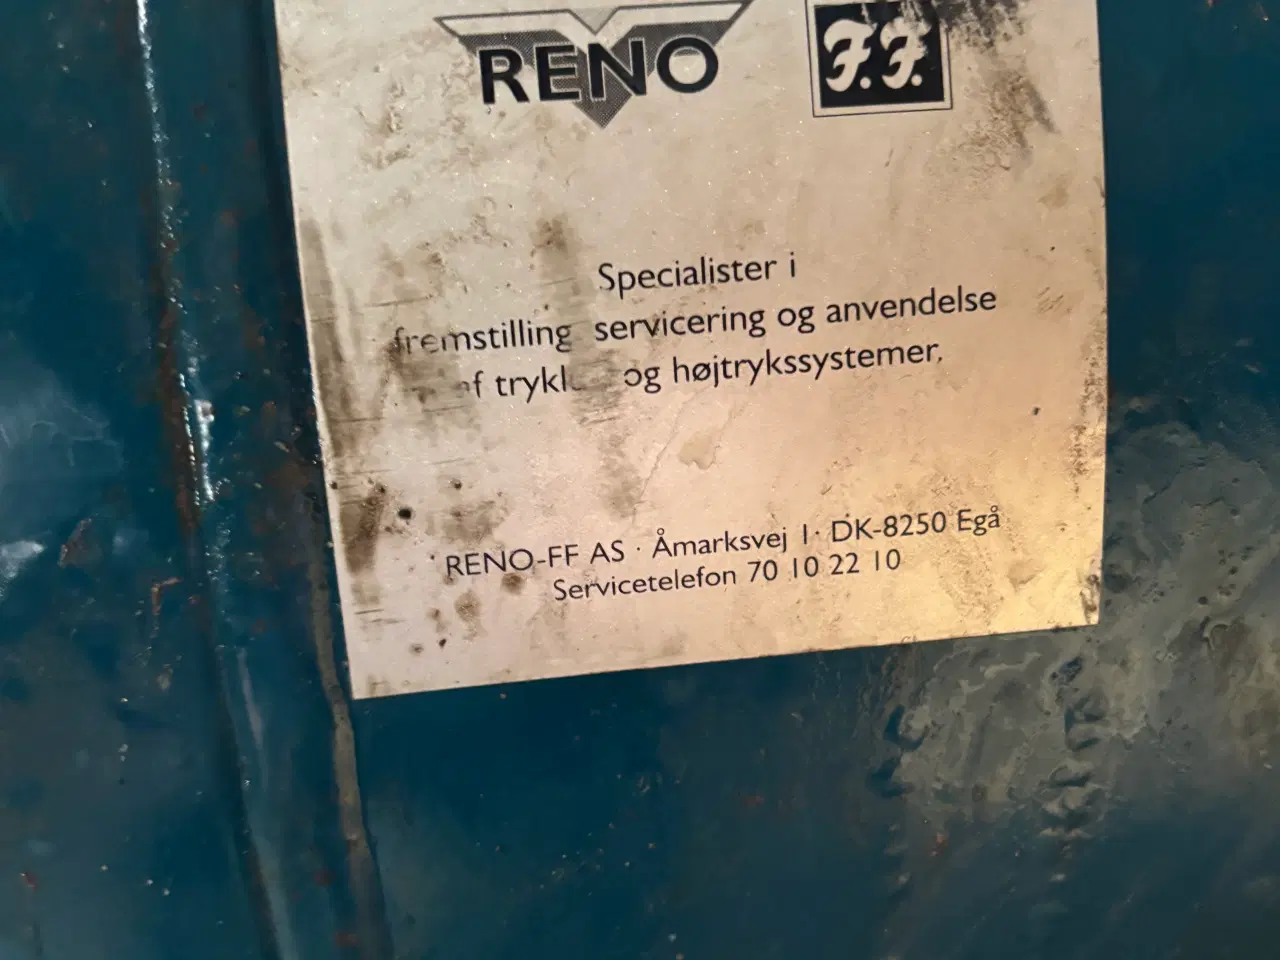 RENO
F.F.
Specialister i
fremstilling servicering og anvendelse
af og højtrykssystemer.
RENO-FF AS · Åmarksvej 1 · DK-8250 Egå
Servicetelefon 70 10 22 10